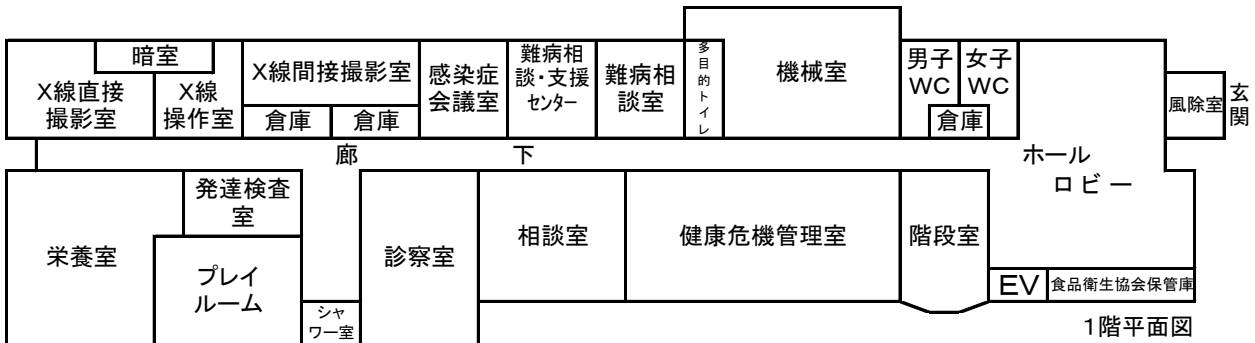 暗室
X線直接
撮影室
X線
操作室
X線間接撮影室
倉庫
倉庫
感染症
会議室
難病相
談・支援
センター
難病相
談室
多目的トイレ
機械室
男子
WC
女子
WC
倉庫
風除室
玄関
廊下
ホール
ロビー
栄養室
発達検査
室
プレイ
ルーム
シャ
ワー室
診察室
相談室
健康危機管理室
階段室
EV
食品衛生協会保管庫
1階平面図